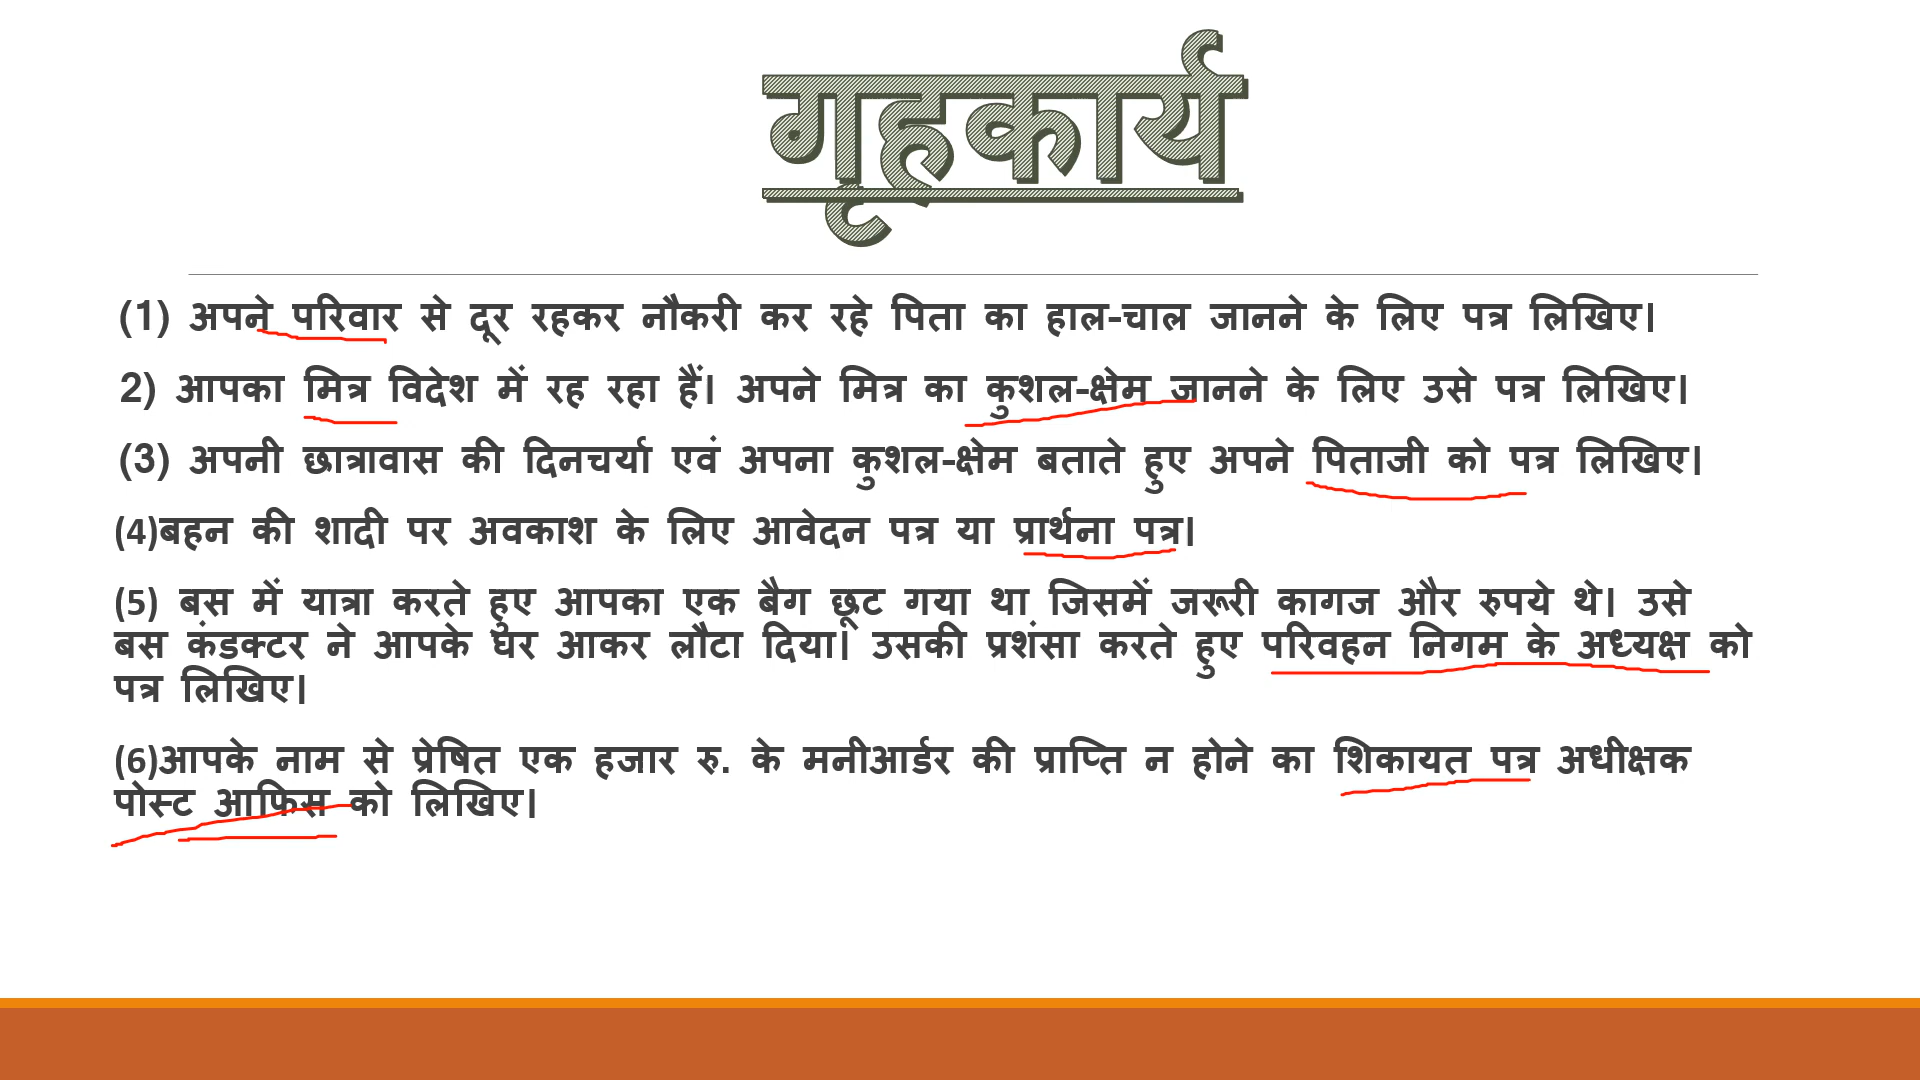 गृहकार्य
(1) अपने परिवार से दूर रहकर नौकरी कर रहे पिता का हाल-चाल जानने के लिए पत्र लिखिए।
2) आपका मित्र विदेश में रह रहा हैं। अपने मित्र का कुशल-क्षेम जानने के लिए उसे पत्र लिखिए।
(3) अपनी छात्रावास की दिनचर्या एवं अपना कुशल-क्षेम बताते हुए अपने पिताजी को पत्र लिखिए।
(4)बहन की शादी पर अवकाश के लिए आवेदन पत्र या प्रार्थना पत्र।
(5) बस में यात्रा करते हुए आपका एक बैग छूट गया था जिसमें जरूरी कागज और रुपये थे। उसे
बस कंडक्टर ने आपके घर आकर लौटा दिया। उसकी प्रशंसा करते हुए परिवहन निगम के अध्यक्ष को
पत्र लिखिए।
(6)आपके नाम से प्रेषित एक हजार रु. के मनीआर्डर की प्राप्ति न होने का शिकायत पत्र अधीक्षक
पोस्ट आफिस को लिखिए।